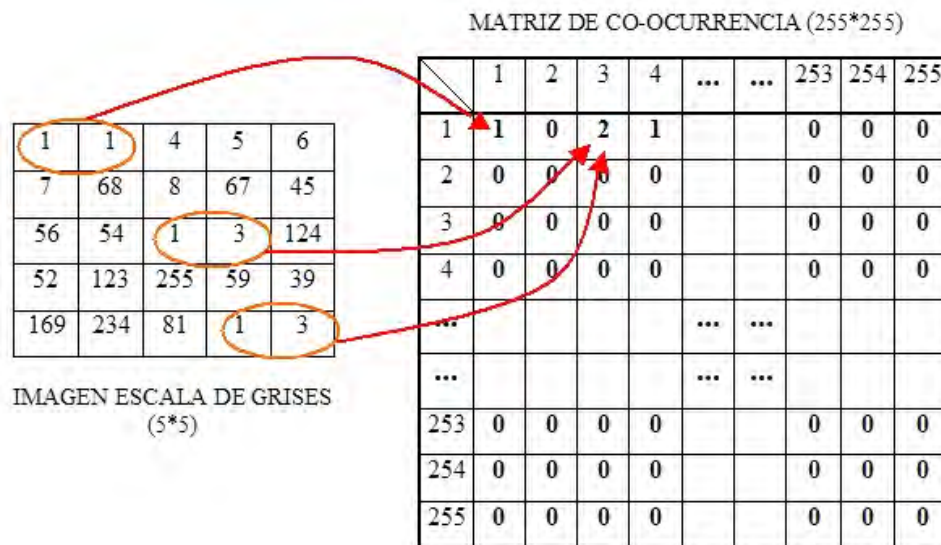 MATRIZ DE CO-OCURRENCIA (255*255)
1 2 3 4 ... ... 253 254 255
1 1 0 2 1 0 0 0
2 0 0 0 0 0 0 0
3 0 0 0 0 0 0 0
4 0 0 0 0 0 0 0
... ... ...
... ... ...
253 0 0 0 0 0 0 0
254 0 0 0 0 0 0 0
255 0 0 0 0 0 0 0
1 1 4 5 6
7 68 8 67 45
56 54 1 3 124
52 123 255 59 39
169 234 81 1 3
IMAGEN ESCALA DE GRISES
(5*5)